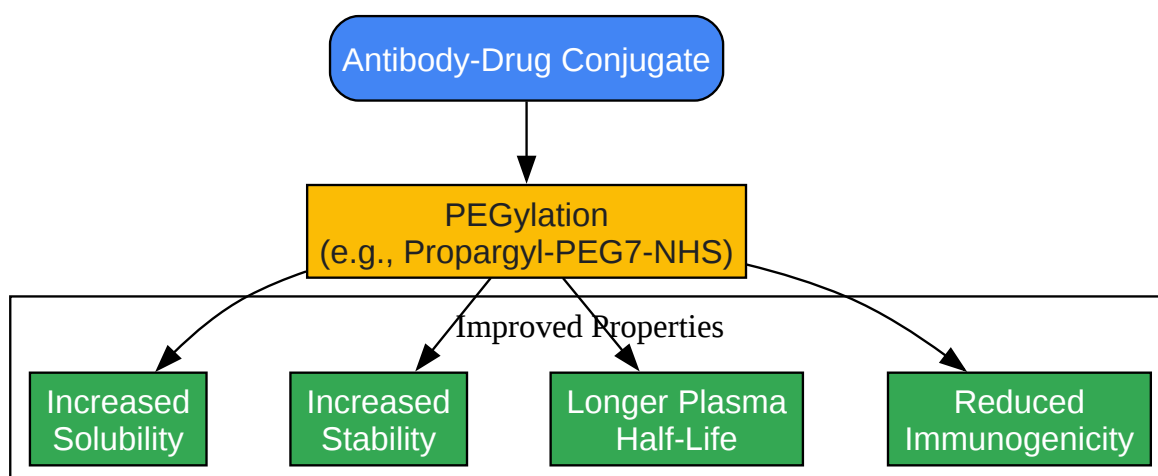 Antibody-Drug Conjugate
PEGylation
(e.g., Propargyl-PEG7-NHS)
Improved Properties
Increased
Solubility
Increased
Stability
Longer Plasma
Half-Life
Reduced
Immunogenicity